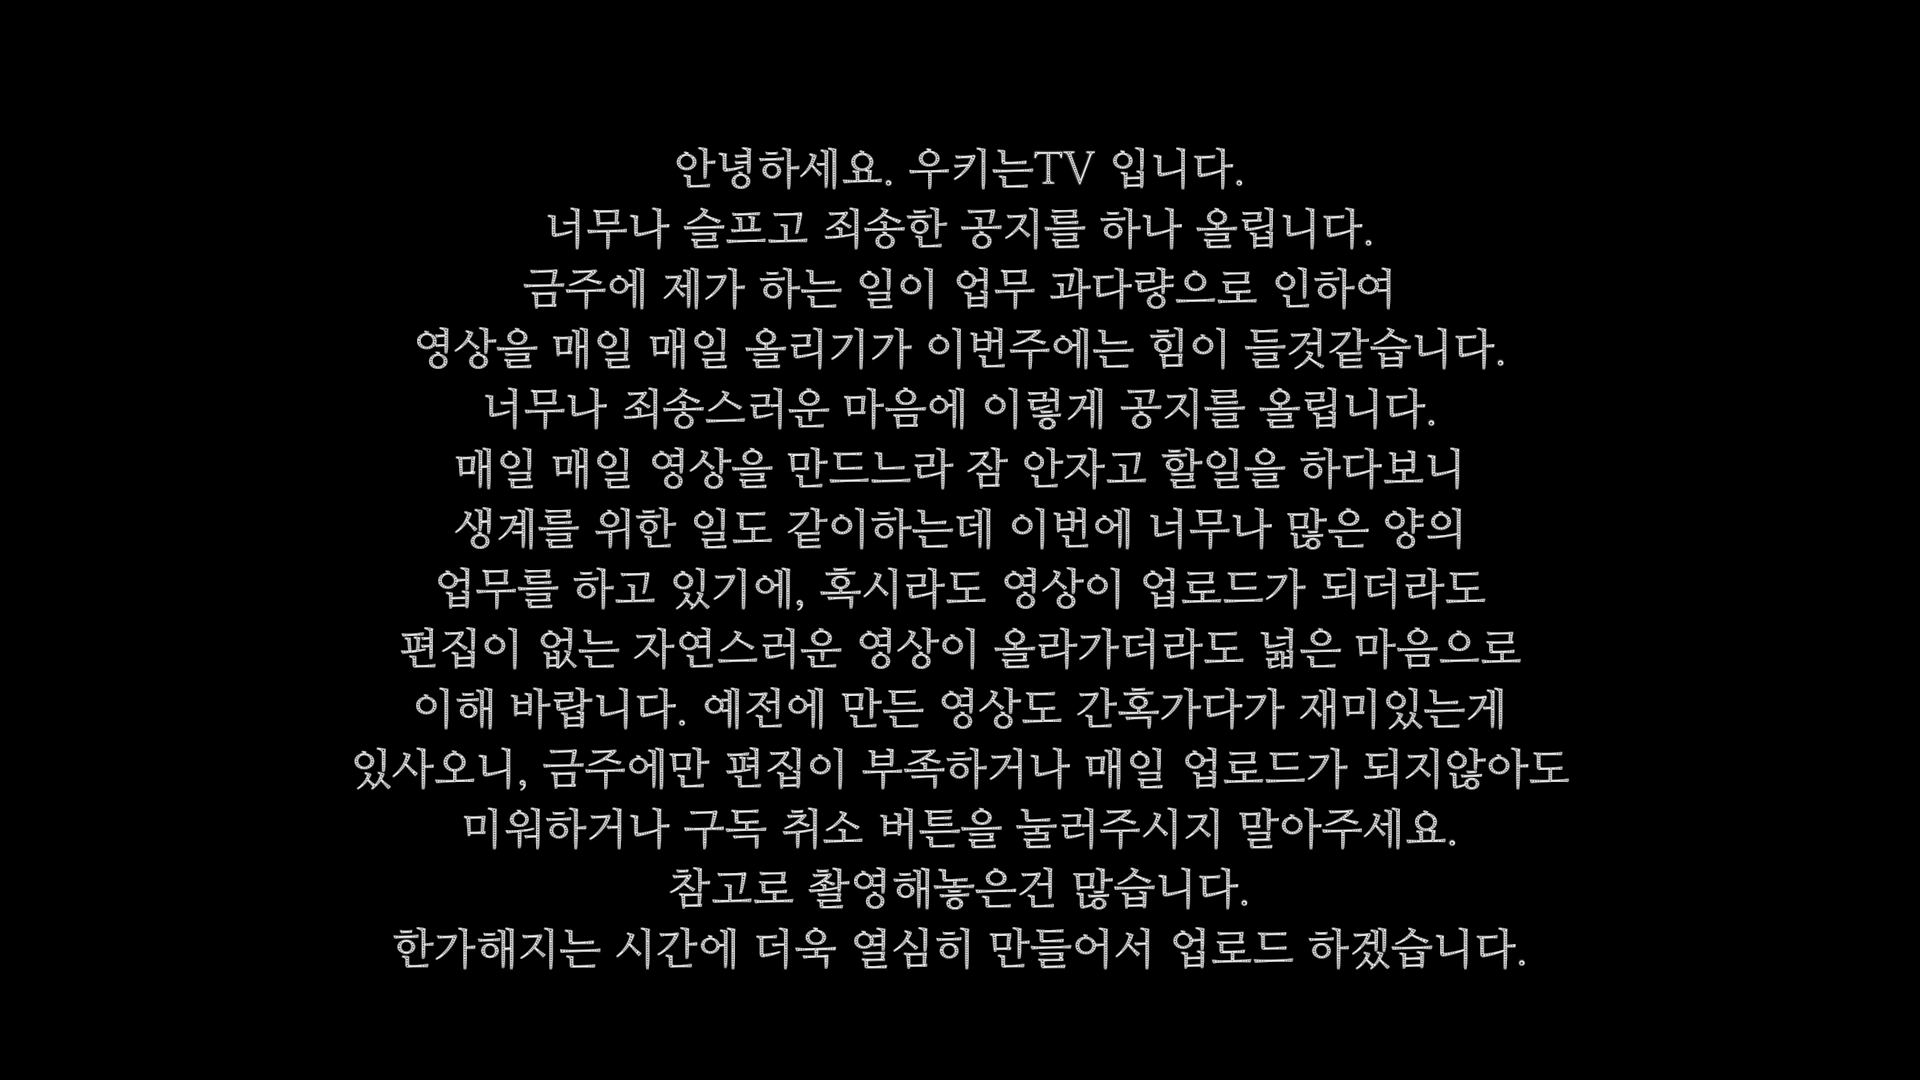 안녕하세요. 우키는TV 입니다.
너무나 슬프고 죄송한 공지를 하나 올립니다.
금주에 제가 하는 일이 업무 과다량으로 인하여
영상을 매일 매일 올리기가 이번주에는 힘이 들것같습니다.
너무나 죄송스러운 마음에 이렇게 공지를 올립니다.
매일 매일 영상을 만드느라 잠 안자고 할일을 하다보니
생계를 위한 일도 같이하는데 이번에 너무나 많은 양의
업무를 하고 있기에, 혹시라도 영상이 업로드가 되더라도
편집이 없는 자연스러운 영상이 올라가더라도 넓은 마음으로
이해 바랍니다. 예전에 만든 영상도 간혹가다가 재미있는게
있사오니, 금주에만 편집이 부족하거나 매일 업로드가 되지않아도
미워하거나 구독 취소 버튼을 눌러주시지 말아주세요.
참고로 촬영해놓은건 많습니다.
한가해지는 시간에 더욱 열심히 만들어서 업로드 하겠습니다.